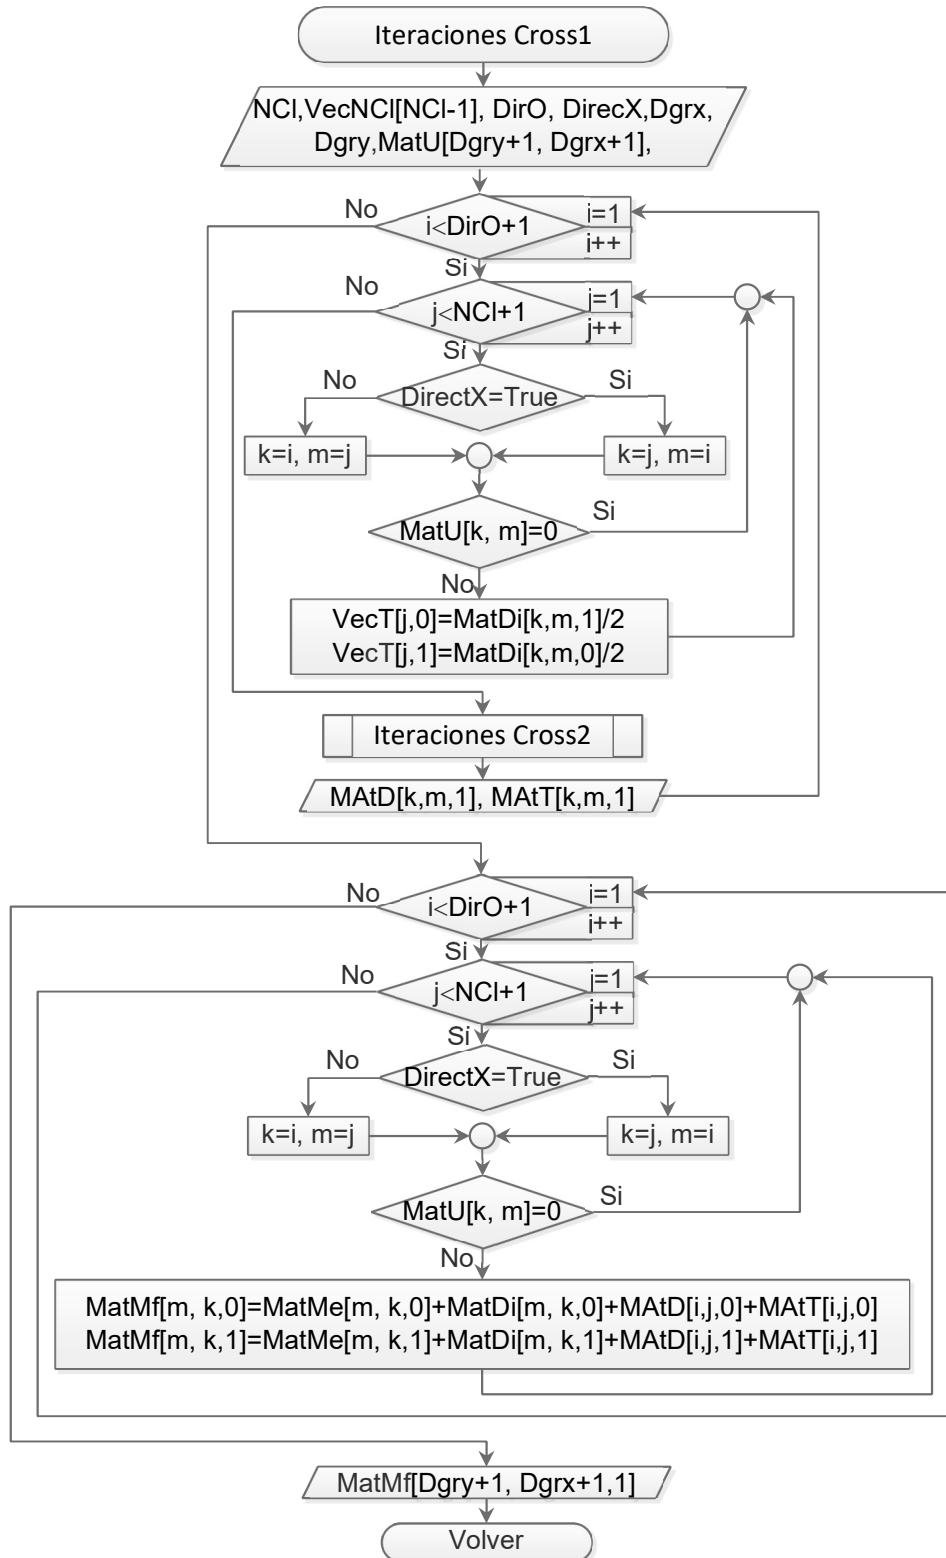 Iteraciones Cross1
NCl,VecNCl[NCl-1], DirO, DirecX,Dgrx,
Dgry,MatU[Dgry+1, Dgrx+1],
No
i<DirO+1
i=1
i++
Si
No
j<NCl+1
j=1
j++
Si
No
DirectX=True
Si
k=i, m=j
k=j, m=i
MatU[k, m]=0
Si
No
VecT[j,0]=MatDi[k,m,1]/2
VecT[j,1]=MatDi[k,m,0]/2
Iteraciones Cross2
MAtD[k,m,1], MAtT[k,m,1]
No
i<DirO+1
i=1
i++
Si
No
j<NCl+1
j=1
j++
Si
No
DirectX=True
Si
k=i, m=j
k=j, m=i
MatU[k, m]=0
Si
No
MatMf[m, k,0]=MatMe[m, k,0]+MatDi[m, k,0]+MAtD[i,j,0]+MAtT[i,j,0]
MatMf[m, k,1]=MatMe[m, k,1]+MatDi[m, k,1]+MAtD[i,j,1]+MAtT[i,j,1]
MatMf[Dgry+1, Dgrx+1,1]
Volver